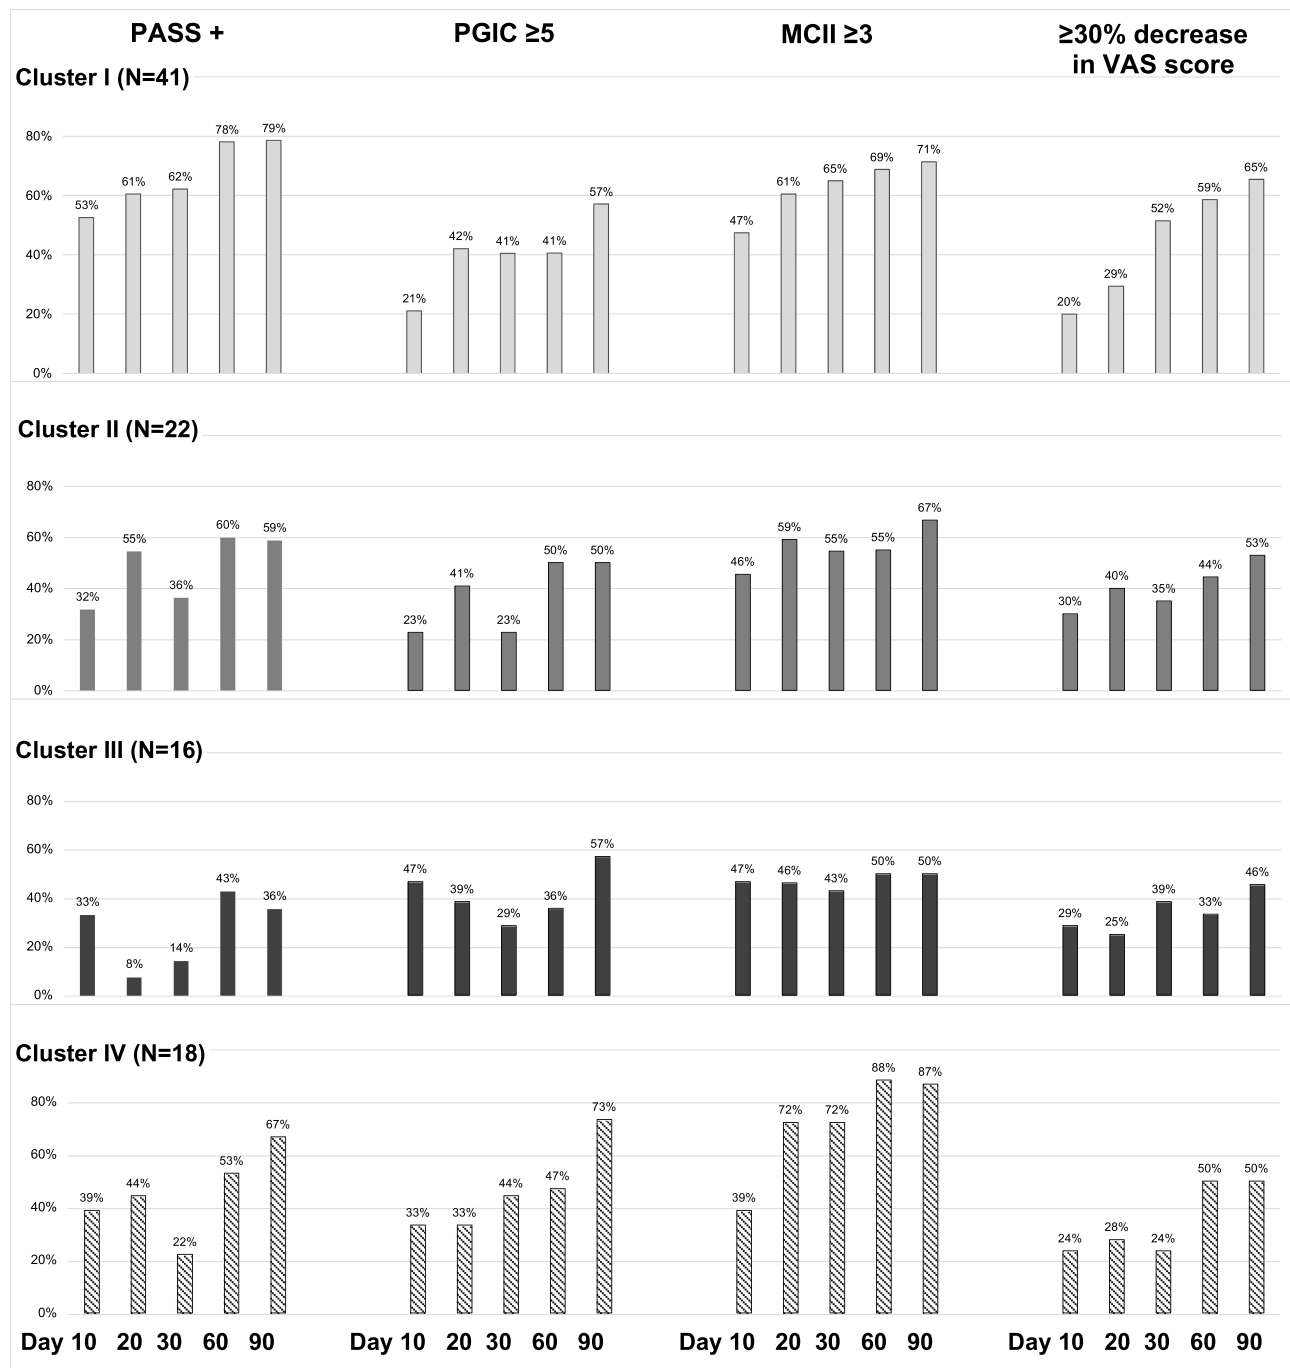 PASS + PGIC ≥5 MCII ≥3 ≥30% decrease
in VAS score
Cluster I (N=41)
80%
60%
40%
20%
0%
53% 61% 62% 78% 79%
21% 42% 41% 41% 57%
47% 61% 65% 69% 71%
20% 29% 52% 59% 65%
Cluster II (N=22)
80%
60%
40%
20%
0%
32% 55% 36% 60% 59%
23% 41% 23% 50% 50%
46% 59% 55% 55% 67%
30% 40% 35% 44% 53%
Cluster III (N=16)
80%
60%
40%
20%
0%
33% 8% 14% 43% 36%
47% 39% 29% 36% 57%
47% 46% 43% 50% 50%
29% 25% 39% 33% 46%
Cluster IV (N=18)
80%
60%
40%
20%
0%
39% 44% 22% 53% 67%
33% 33% 44% 47% 73%
39% 72% 72% 88% 87%
24% 28% 24% 50% 50%
Day 10 20 30 60 90 Day 10 20 30 60 90 Day 10 20 30 60 90 Day 10 20 30 60 90